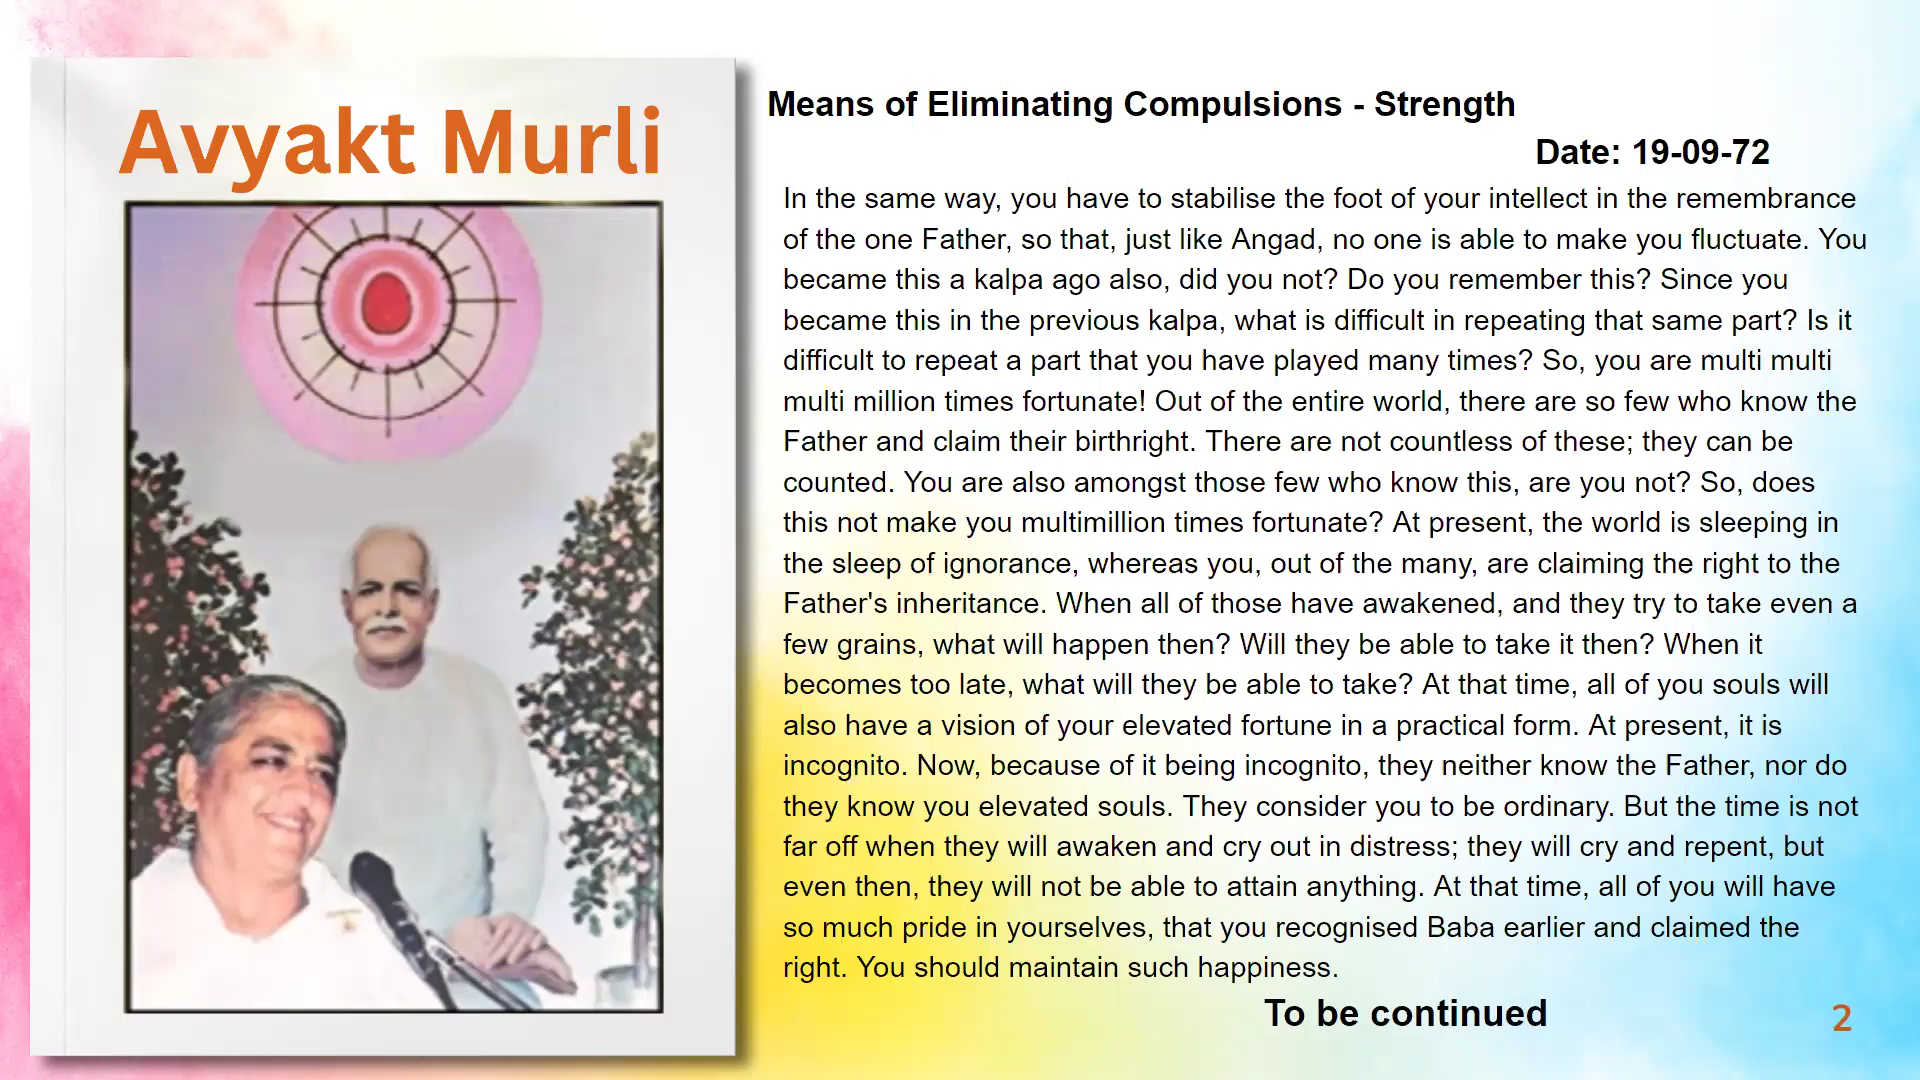 Avyakt Murli
Means of Eliminating Compulsions - Strength
Date: 19-09-72
In the same way, you have to stabilise the foot of your intellect in the remembrance
of the one Father, so that, just like Angad, no one is able to make you fluctuate. You
became this a kalpa ago also, did you not? Do you remember this? Since you
became this in the previous kalpa, what is difficult in repeating that same part? Is it
difficult to repeat a part that you have played many times? So, you are multi multi
multi million times fortunate! Out of the entire world, there are so few who know the
Father and claim their birthright. There are not countless of these; they can be
counted. You are also amongst those few who know this, are you not? So, does
this not make you multimillion times fortunate? At present, the world is sleeping in
the sleep of ignorance, whereas you, out of the many, are claiming the right to the
Father's inheritance. When all of those have awakened, and they try to take even a
few grains, what will happen then? Will they be able to take it then? When it
becomes too late, what will they be able to take? At that time, all of you souls will
also have a vision of your elevated fortune in a practical form. At present, it is
incognito. Now, because of it being incognito, they neither know the Father, nor do
they know you elevated souls. They consider you to be ordinary. But the time is not
far off when they will awaken and cry out in distress; they will cry and repent, but
even then, they will not be able to attain anything. At that time, all of you will have
so much pride in yourselves, that you recognised Baba earlier and claimed the
right. You should maintain such happiness.
To be continued
2